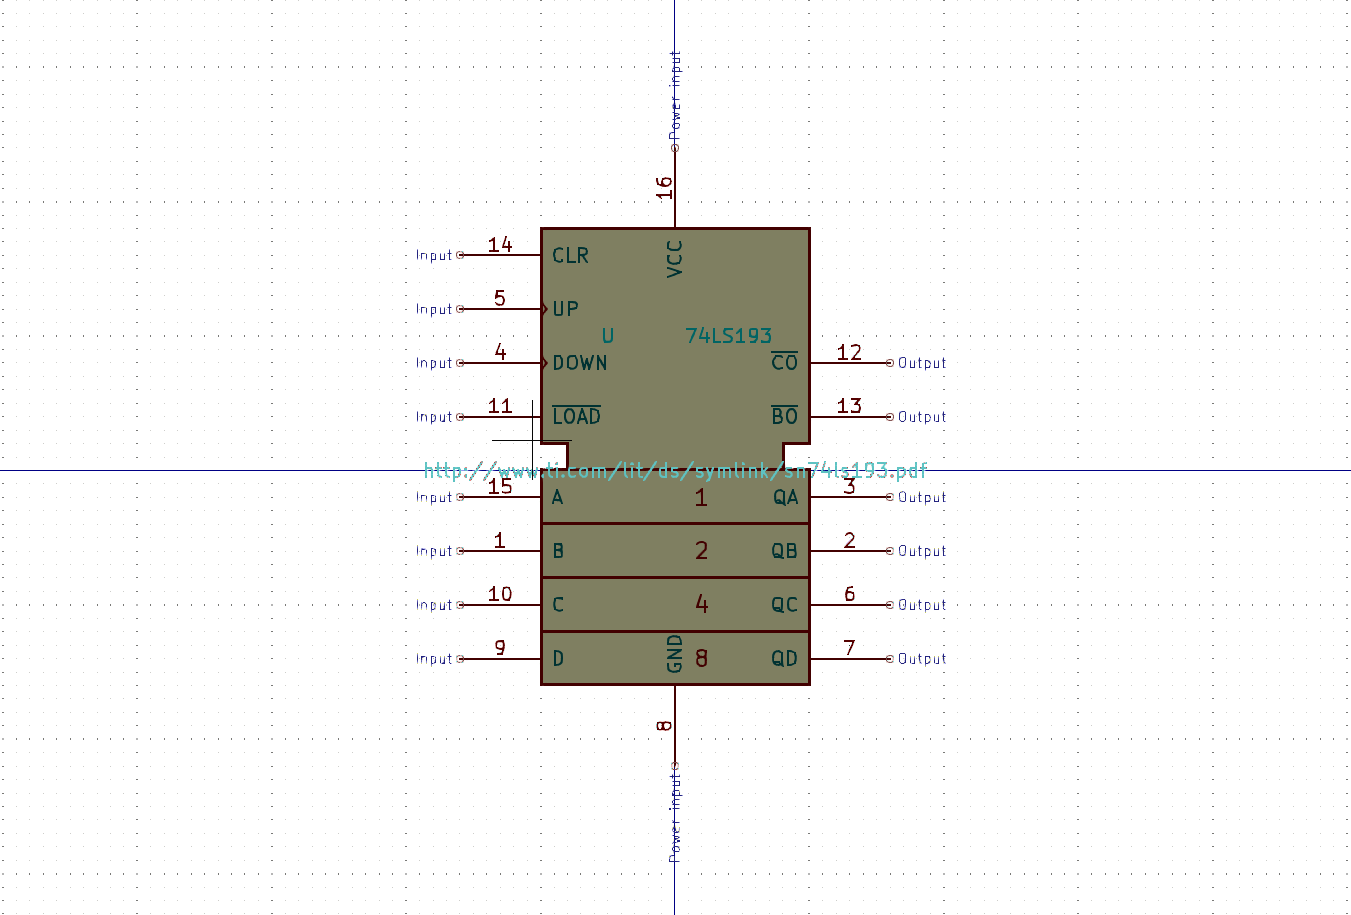 Power input
16
VCC
Input 14 CLR
Input 5 UP
U 74LS193
Input 4 DOWN CO 12 Output
Input 11 LOAD BO 13 Output
http://www.ti.com/lit/ds/symlink/sn74ls193.pdf
Input 15 A 1 QA 3 Output
Input 1 B 2 QB 2 Output
Input 10 C 4 QC 6 Output
Input 9 D GND 8 QD 7 Output
8
Power input